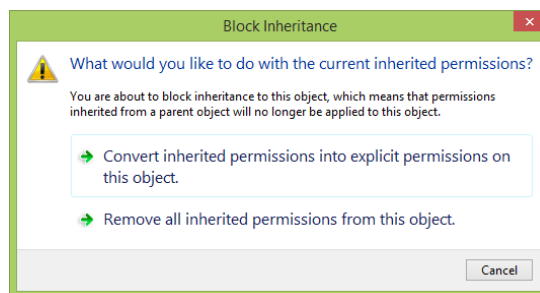 Block Inheritance
What would you like to do with the current inherited permissions?
You are about to block inheritance to this object, which means that permissions
inherited from a parent object will no longer be applied to this object.
Convert inherited permissions into explicit permissions on
this object.
Remove all inherited permissions from this object.
Cancel